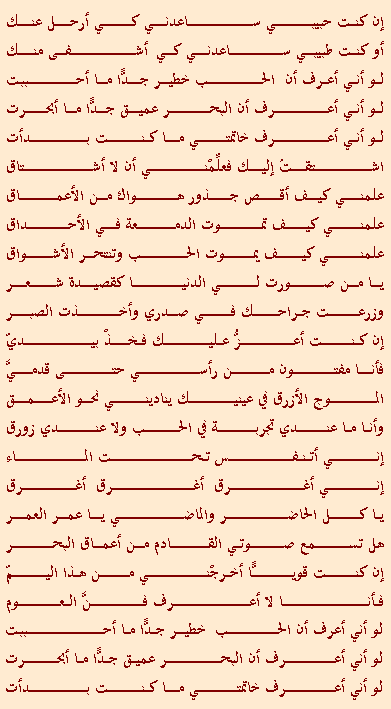 إن كنت حبيبي ساعدني كي أرحل عنك
أو كنت طبيبي ساعدني كي أشفى منك
لو أني أعرف أن الحب خطير جدًّا ما أحببت
لو أني أعرف أن البحر عميق جدًّا ما أبحرت
لو أني أعرف خاتمتي ما كنت بدأت
اشتقتُ إليك فعلِّمْني أن لا أشتاق
علمني كيف أقص جذور هواك من الأعماق
علمني كيف تموت الدمعة في الأحداق
علمني كيف يموت الحب وتنتحر الأشواق
يا من صورت لي الدنيا كقصيدة شعر
وزرعت جراحك في صدري وأخذت الصبر
إن كنت أعزُّ عليك فخذْ بيديّ
فأنا مفتون من رأسي حتى قدميَّ
الموج الأزرق في عينيك يناديني نحو الأعمق
وأنا ما عندي تجربة في الحب ولا عندي زورق
إني أتنفس تحت الماء
إني أغرق أغرق أغرق
يا كل الحاضر والماضي يا عمر العمر
هل تسمع صوتي القادم من أعماق البحر
إن كنت قويًّا أخرجْني من هذا اليمّ
فأنا لا أعرف فنَّ العوم
لو أني أعرف أن الحب خطير جدًّا ما أحببت
لو أني أعرف أن البحر عميق جدًّا ما أبحرت
لو أني أعرف خاتمتي ما كنت بدأت